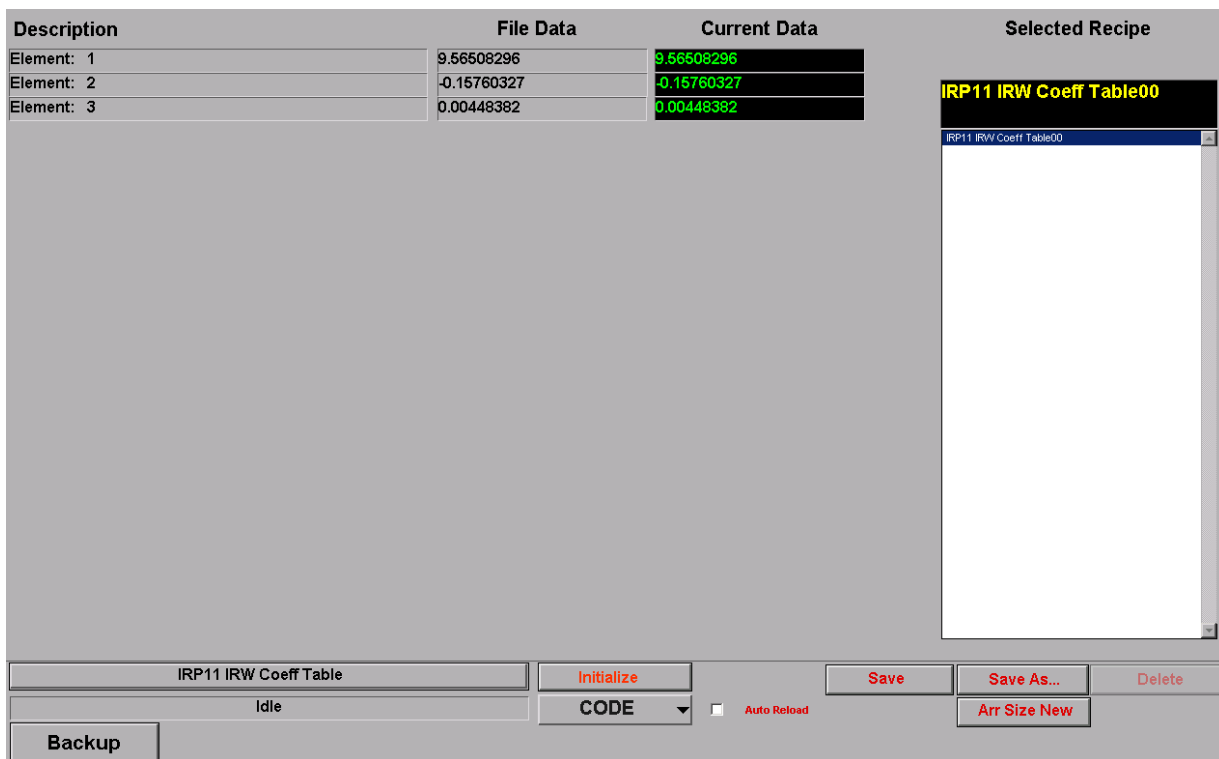 Description File Data Current Data Selected Recipe
Element: 1 9.56508296 9.56508296
Element: 2 -0.15760327 -0.15760327
IRP11 IRW Coeff Table00
Element: 3 0.00448382 0.00448382
IRP11 IRW Coeff Table00
IRP11 IRW Coeff Table Initialize Save Save As... Delete
Idle CODE Auto Reload Arr Size New
Backup